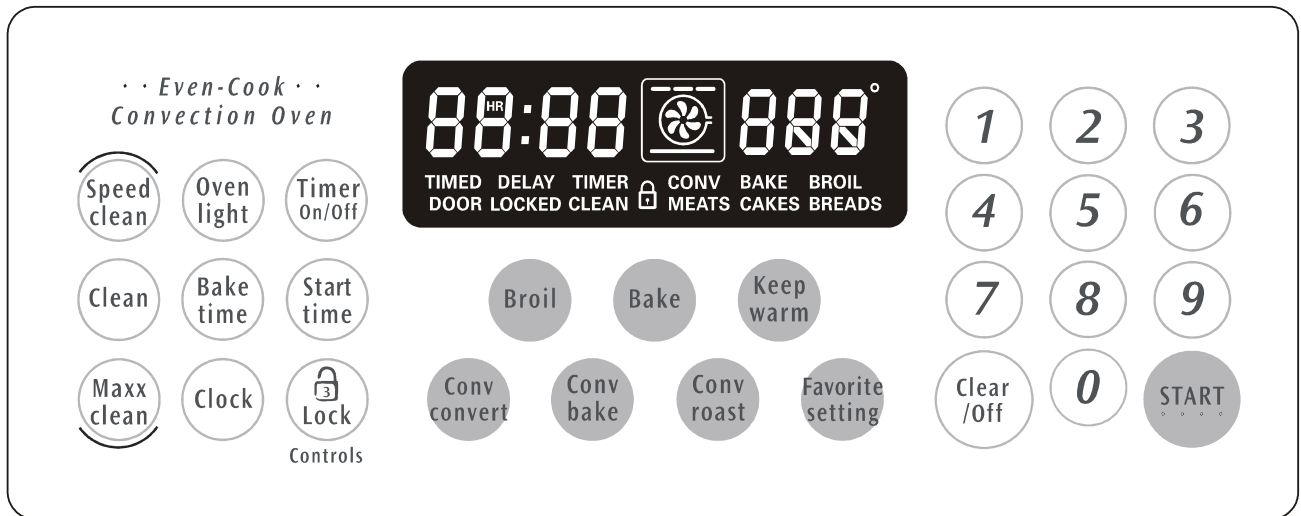 · · Even-Cook · ·
Convection Oven
Speed
clean
Oven
light
Timer
On/Off
Clean
Bake
time
Start
time
Maxx
clean
Clock
3
Lock
Controls
88:88 888°
HR
TIMED DELAY TIMER CONV BAKE BROIL
DOOR LOCKED CLEAN MEATS CAKES BREADS
Broil
Bake
Keep
warm
Conv
convert
Conv
bake
Conv
roast
Favorite
setting
1 2 3
4 5 6
7 8 9
Clear
/Off
0
START